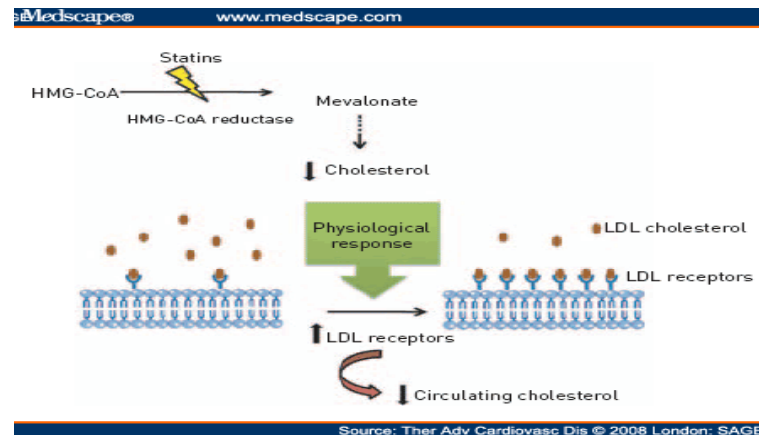 Medscape® www.medscape.com
Statins
HMG-CoA
HMG-CoA reductase
Mevalonate
Cholesterol
Physiological
response
LDL cholesterol
LDL receptors
LDL receptors
Circulating cholesterol
Source: Ther Adv Cardiovasc Dis © 2008 London: SAGE